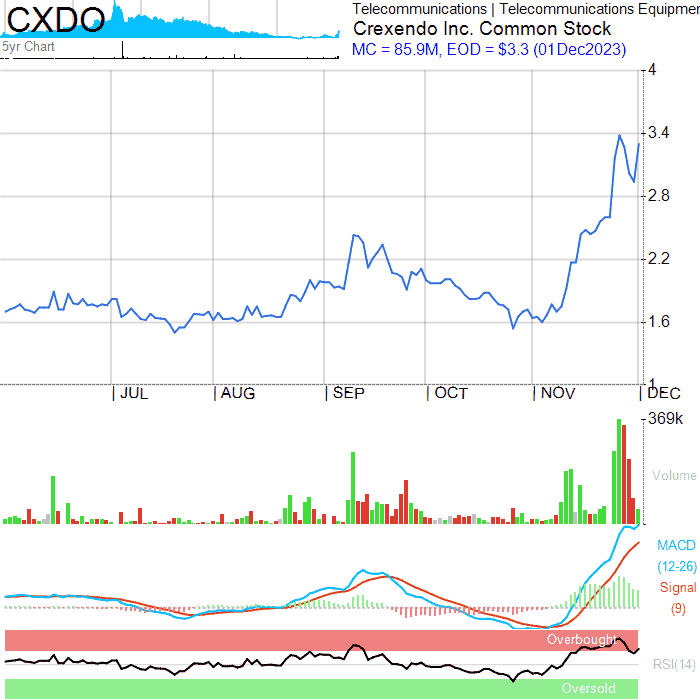 CXDO
Telecommunications | Telecommunications Equipmen
Crexendo Inc. Common Stock
5yr Chart
MC = 85.9M, EOD = $3.3 (01Dec2023)
4
3.4
2.8
2.2
1.6
1
| JUL | AUG | SEP | OCT | NOV | DEC
369k
Volume
MACD
(12-26)
Signal
(9)
Overbought
RSI(14)
Oversold